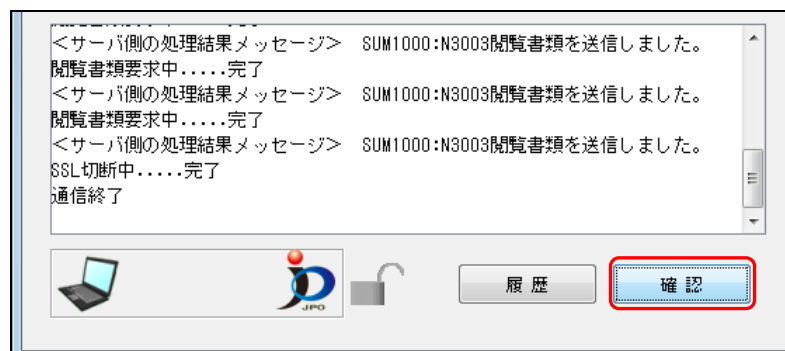 ＜サーバ側の処理結果メッセージ＞　SUM1000:N3003閲覧書類を送信しました。
閲覧書類要求中.....完了
＜サーバ側の処理結果メッセージ＞　SUM1000:N3003閲覧書類を送信しました。
閲覧書類要求中.....完了
＜サーバ側の処理結果メッセージ＞　SUM1000:N3003閲覧書類を送信しました。
SSL切断中.....完了
通信終了
JPO
履 歴
確 認